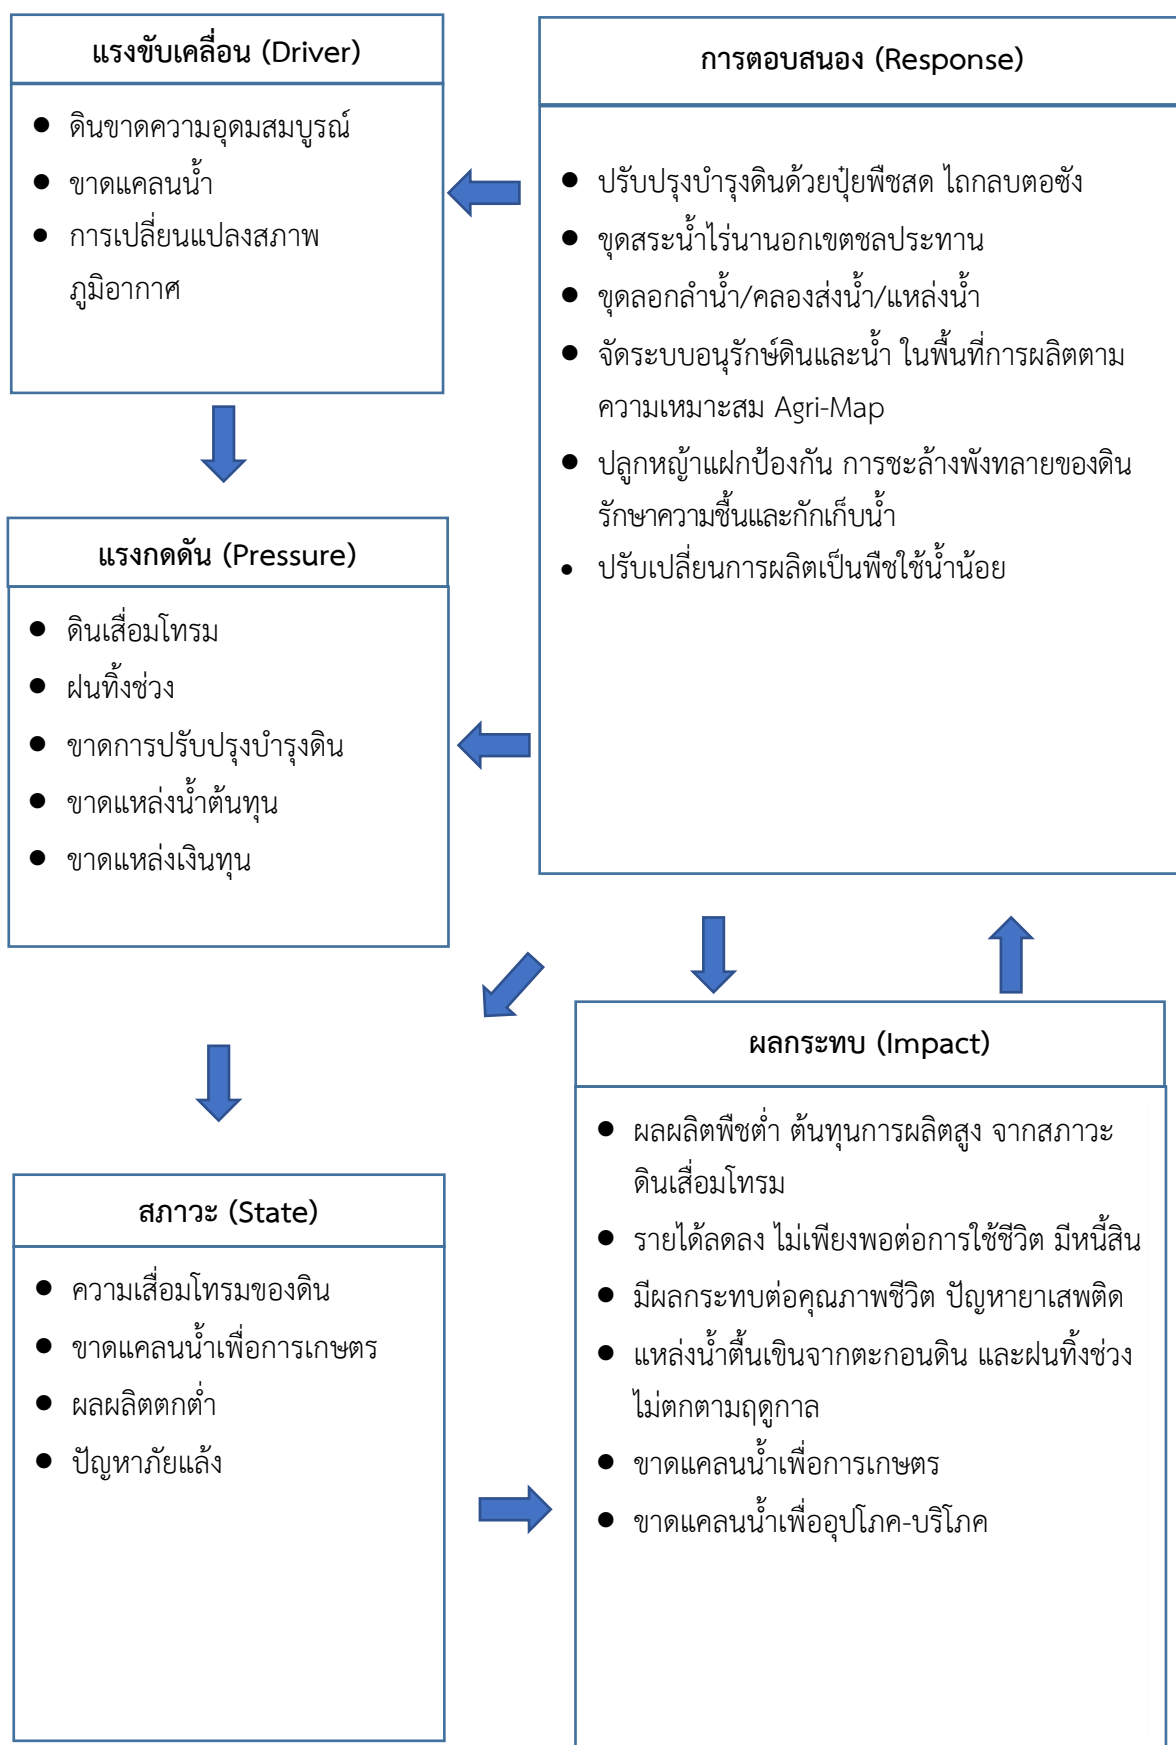 แรงขับเคลื่อน (Driver)
● ดินขาดความอุดมสมบูรณ์
● ขาดแคลนน้ำ
● การเปลี่ยนแปลงสภาพ
ภูมิอากาศ
การตอบสนอง (Response)
● ปรับปรุงบำรุงดินด้วยปุ๋ยพืชสด ไถกลบตอซัง
● ขุดสระน้ำไร่นานอกเขตชลประทาน
● ขุดลอกลำน้ำ/คลองส่งน้ำ/แหล่งน้ำ
● จัดระบบอนุรักษ์ดินและน้ำ ในพื้นที่การผลิตตาม
ความเหมาะสม Agri-Map
● ปลูกหญ้าแฝกป้องกัน การชะล้างพังทลายของดิน
รักษาความชื้นและกักเก็บน้ำ
● ปรับเปลี่ยนการผลิตเป็นพืชใช้น้ำน้อย
แรงกดดัน (Pressure)
● ดินเสื่อมโทรม
● ฝนทิ้งช่วง
● ขาดการปรับปรุงบำรุงดิน
● ขาดแหล่งน้ำต้นทุน
● ขาดแหล่งเงินทุน
สภาวะ (State)
● ความเสื่อมโทรมของดิน
● ขาดแคลนน้ำเพื่อการเกษตร
● ผลผลิตตกต่ำ
● ปัญหาภัยแล้ง
ผลกระทบ (Impact)
● ผลผลิตพืชต่ำ ต้นทุนการผลิตสูง จากสภาวะ
ดินเสื่อมโทรม
● รายได้ลดลง ไม่เพียงพอต่อการใช้ชีวิต มีหนี้สิน
● มีผลกระทบต่อคุณภาพชีวิต ปัญหายาเสพติด
● แหล่งน้ำตื้นเขินจากตะกอนดิน และฝนทิ้งช่วง
ไม่ตกตามฤดูกาล
● ขาดแคลนน้ำเพื่อการเกษตร
● ขาดแคลนน้ำเพื่ออุปโภค-บริโภค